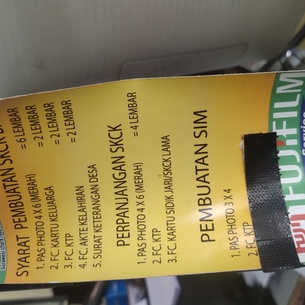 SYARAT PEMBUATAN SKCK B
1. PAS PHOTO 4 X 6 (MERAH) = 6 LEMBAR
2. FC. KARTU KELUARGA = 2 LEMBAR
3. FC. KTP = 2 LEMBAR
4. FC. AKTE KELAHIRAN = 2 LEMBAR
5. SURAT KETERANGAN DESA
PERPANJANGAN SKCK
1. PAS PHOTO 4 X 6 (MERAH) = 4 LEMBAR
2. FC KTP
3. FC KARTU SIDIK JARI/SKCK LAMA
PEMBUATAN SIM
1. PAS PHOTO 3 X 4
2. FC KTP
FUJIFILM